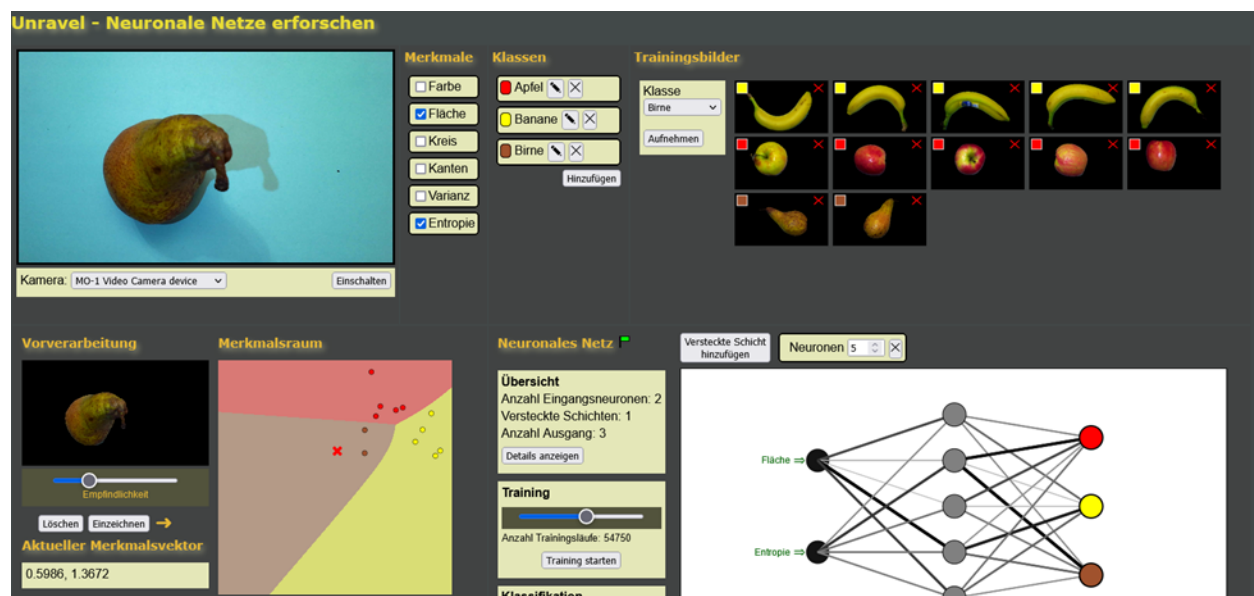 Unravel - Neuronale Netze erforschen
Kamera: MO-1 Video Camera device
Einschalten
Merkmale
Farbe
Fläche
Kreis
Kanten
Varianz
Entropie
Klassen
Apfel
Banane
Birne
Hinzufügen
Trainingsbilder
Klasse
Birne
Aufnehmen
Vorverarbeitung
Empfindlichkeit
Löschen Einzeichnen
Aktueller Merkmalsvektor
0.5986, 1.3672
Merkmalsraum
Neuronales Netz
Übersicht
Anzahl Eingangsneuronen: 2
Versteckte Schichten: 1
Anzahl Ausgang: 3
Details anzeigen
Training
Anzahl Trainingsläufe: 54750
Training starten
Klassifikation
Versteckte Schicht
hinzufügen
Neuronen 5
Fläche ⇒
Entropie ⇒